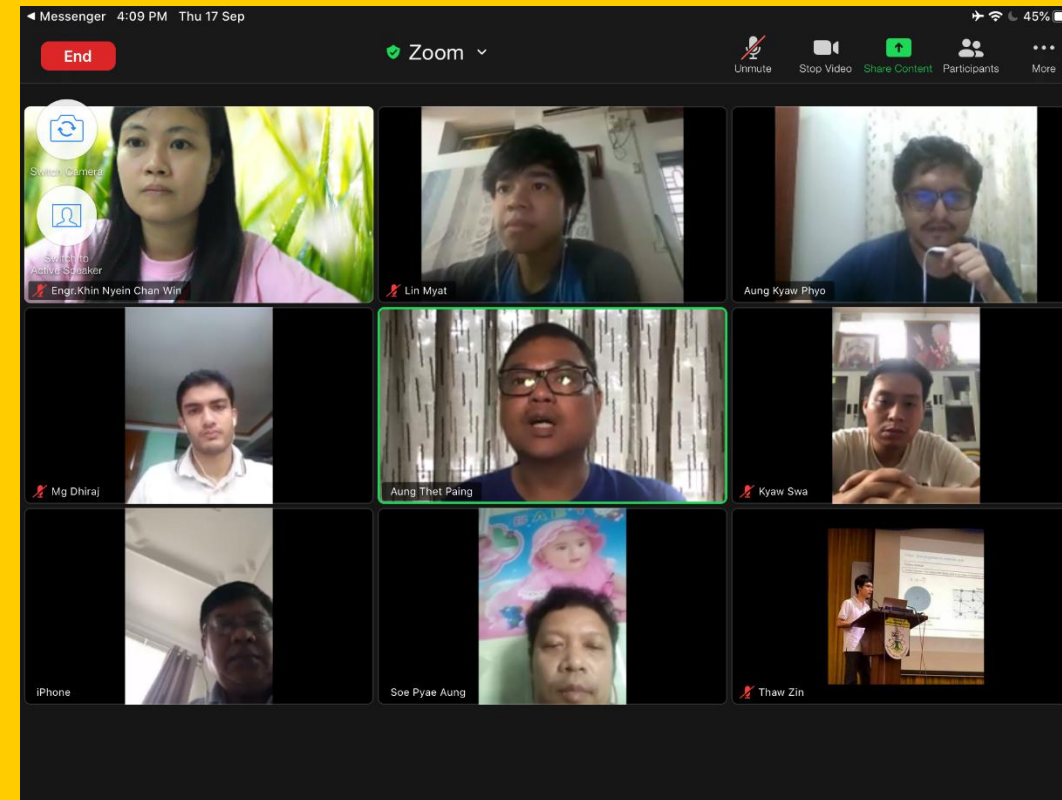 ◄ Messenger 4:09 PM Thu 17 Sep 45%
End
Zoom
Unmute Stop Video Share Content Participants More
Switch Camera
Switch to
Active Speaker
Engr.Khin Nyein Chan Win
Lin Myat
Aung Kyaw Phyo
Mg Dhiraj
Aung Thet Paing
Kyaw Swa
iPhone
Soe Pyae Aung
Thaw Zin